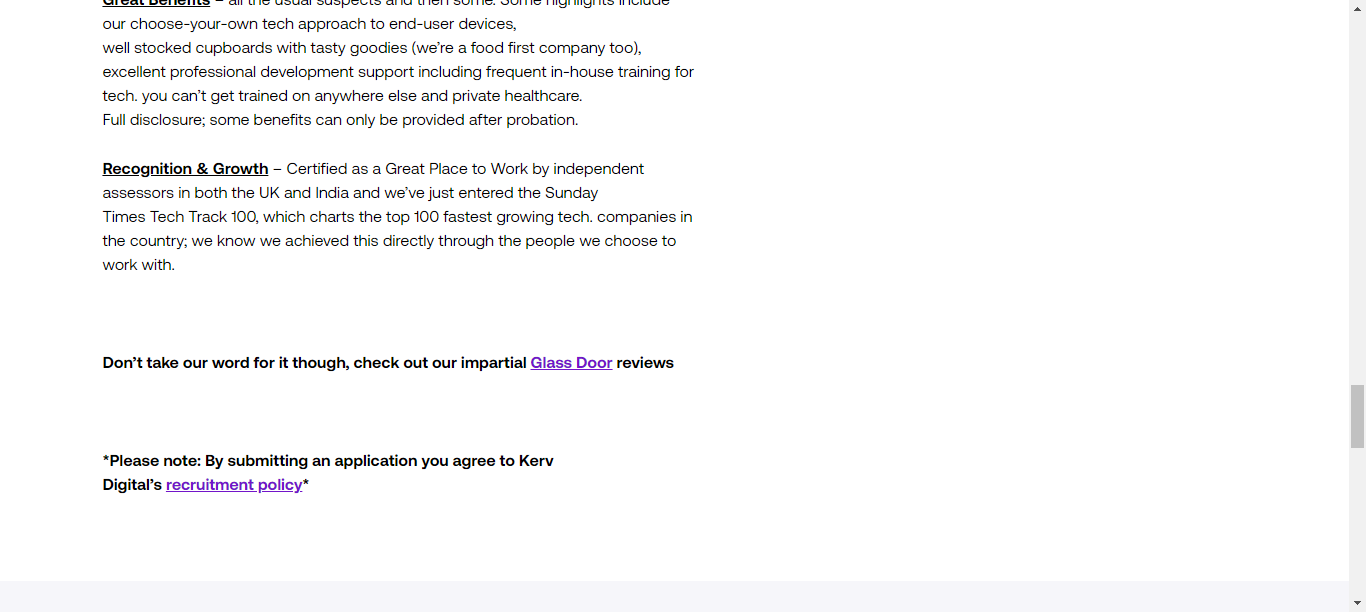 Great Benefits – all the usual suspects and then some. Some highlights include
our choose-your-own tech approach to end-user devices,
well stocked cupboards with tasty goodies (we’re a food first company too),
excellent professional development support including frequent in-house training for
tech. you can’t get trained on anywhere else and private healthcare.
Full disclosure; some benefits can only be provided after probation.
Recognition & Growth – Certified as a Great Place to Work by independent
assessors in both the UK and India and we’ve just entered the Sunday
Times Tech Track 100, which charts the top 100 fastest growing tech. companies in
the country; we know we achieved this directly through the people we choose to
work with.
Don’t take our word for it though, check out our impartial Glass Door reviews
*Please note: By submitting an application you agree to Kerv
Digital’s recruitment policy*